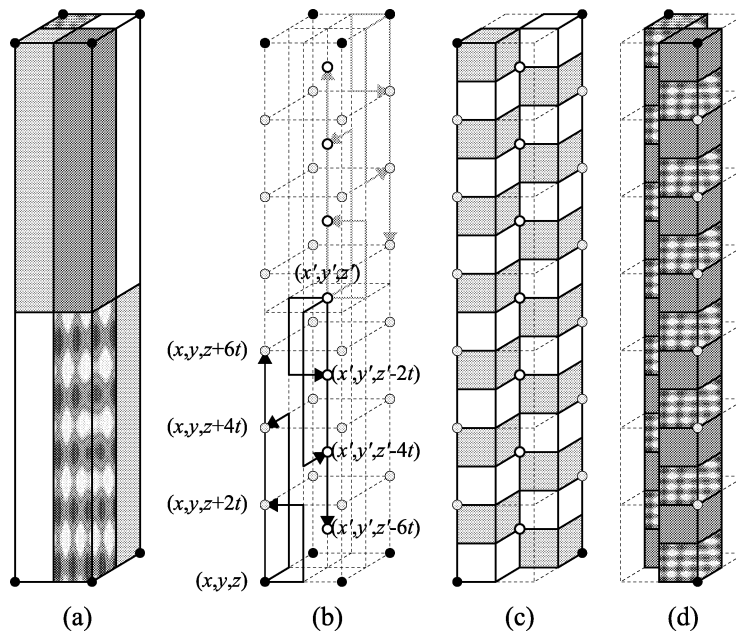 (x′,y′,z′)
(x,y,z+6t)
(x′,y′,z′-2t)
(x,y,z+4t)
(x′,y′,z′-4t)
(x,y,z+2t)
(x′,y′,z′-6t)
(x,y,z)
(a) (b) (c) (d)